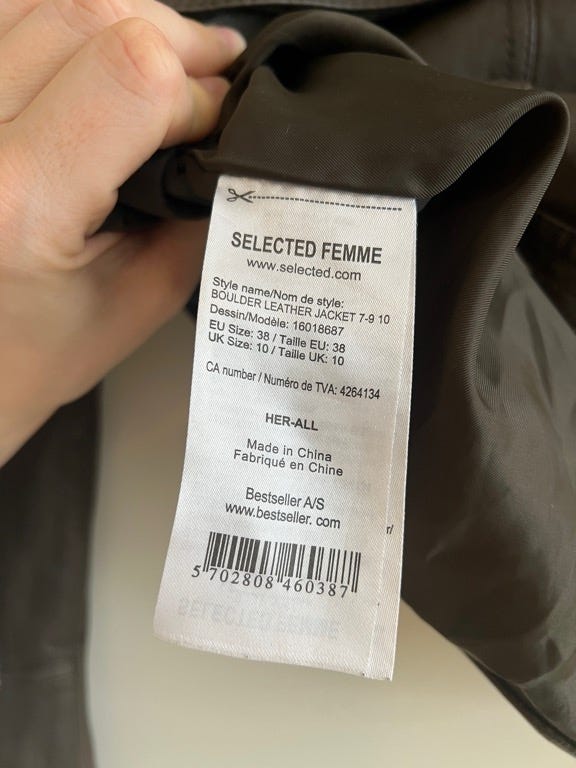 SELECTED FEMME
www.selected.com
Style name/Nom de style:
BOULDER LEATHER JACKET 7-9 10
Dessin/Modèle: 16018687
EU Size: 38 / Taille EU: 38
UK Size: 10 / Taille UK: 10
CA number / Numéro de TVA: 4264134
HER-ALL
Made in China
Fabriqué en Chine
Bestseller A/S
www.bestseller. com
5 702808 460387
SELECTED FEMME